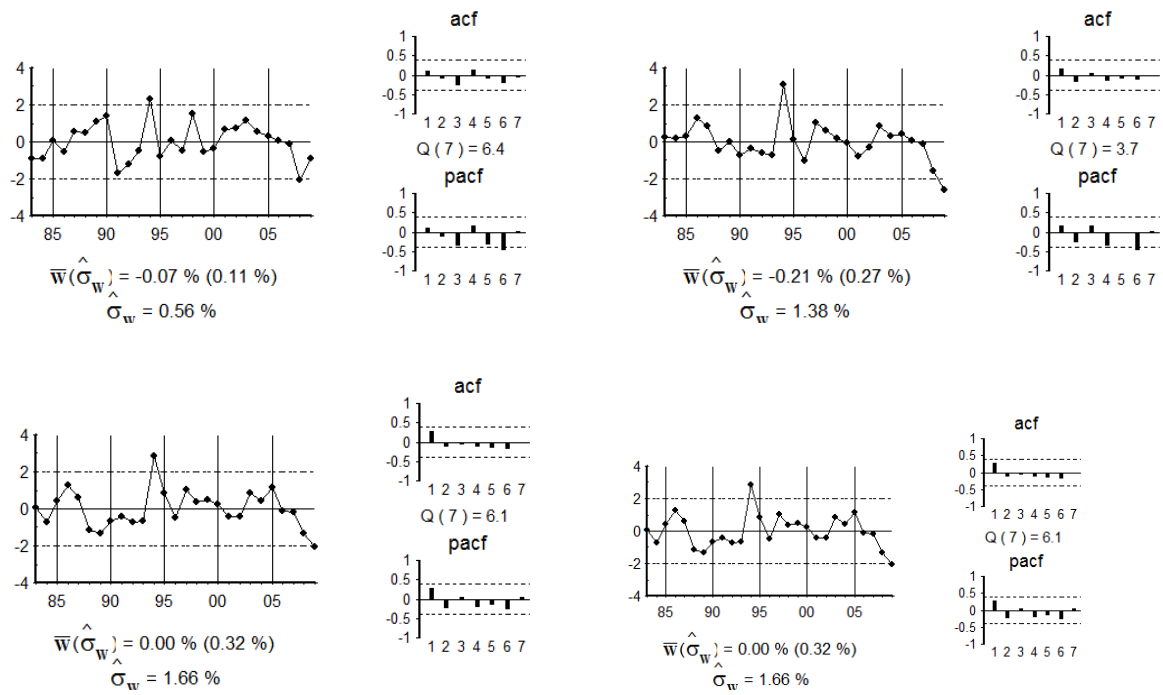 acf
1
0.5
0
-0.5
-1
1 2 3 4 5 6 7
Q ( 7 ) = 6.4
pacf
1
0.5
0
-0.5
-1
1 2 3 4 5 6 7
4
2
0
-2
-4
85 90 95 00 05
w̅(σ̂w̅) = -0.07 % (0.11 %)
σ̂w = 0.56 %
acf
1
0.5
0
-0.5
-1
1 2 3 4 5 6 7
Q ( 7 ) = 3.7
pacf
1
0.5
0
-0.5
-1
1 2 3 4 5 6 7
4
2
0
-2
-4
85 90 95 00 05
w̅(σ̂w̅) = -0.21 % (0.27 %)
σ̂w = 1.38 %
acf
1
0.5
0
-0.5
-1
1 2 3 4 5 6 7
Q ( 7 ) = 6.1
pacf
1
0.5
0
-0.5
-1
1 2 3 4 5 6 7
4
2
0
-2
-4
85 90 95 00 05
w̅(σ̂w̅) = 0.00 % (0.32 %)
σ̂w = 1.66 %
acf
1
0.5
0
-0.5
-1
1 2 3 4 5 6 7
Q ( 7 ) = 6.1
pacf
1
0.5
0
-0.5
-1
1 2 3 4 5 6 7
4
2
0
-2
-4
85 90 95 00 05
w̅(σ̂w̅) = 0.00 % (0.32 %)
σ̂w = 1.66 %